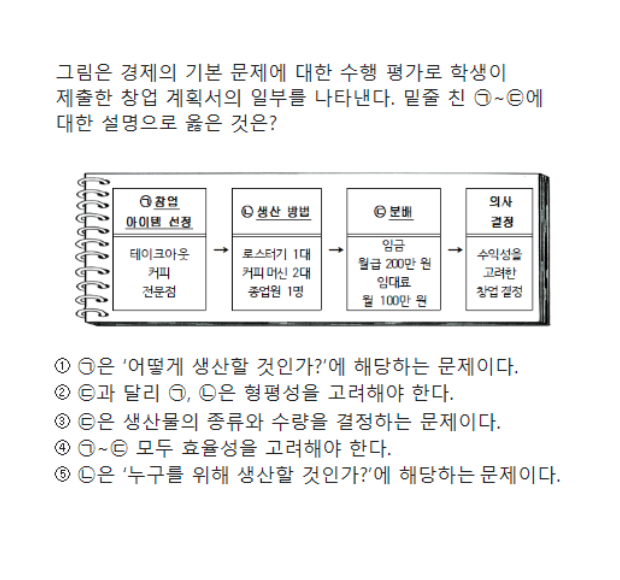 그림은 경제의 기본 문제에 대한 수행 평가로 학생이
제출한 창업 계획서의 일부를 나타낸다. 밑줄 친 ㉠~㉢에
대한 설명으로 옳은 것은?
㉠ 창업
아이템 선정
테이크아웃
커피
전문점
→
㉡ 생산 방법
로스터기 1대
커피 머신 2대
종업원 1명
→
㉢ 분배
임금
월급 200만 원
임대료
월 100만 원
→
의사
결정
수익성을
고려한
창업 결정
① ㉠은 ‘어떻게 생산할 것인가?’에 해당하는 문제이다.
② ㉢과 달리 ㉠, ㉡은 형평성을 고려해야 한다.
③ ㉢은 생산물의 종류와 수량을 결정하는 문제이다.
④ ㉠~㉢ 모두 효율성을 고려해야 한다.
⑤ ㉡은 ‘누구를 위해 생산할 것인가?’에 해당하는 문제이다.